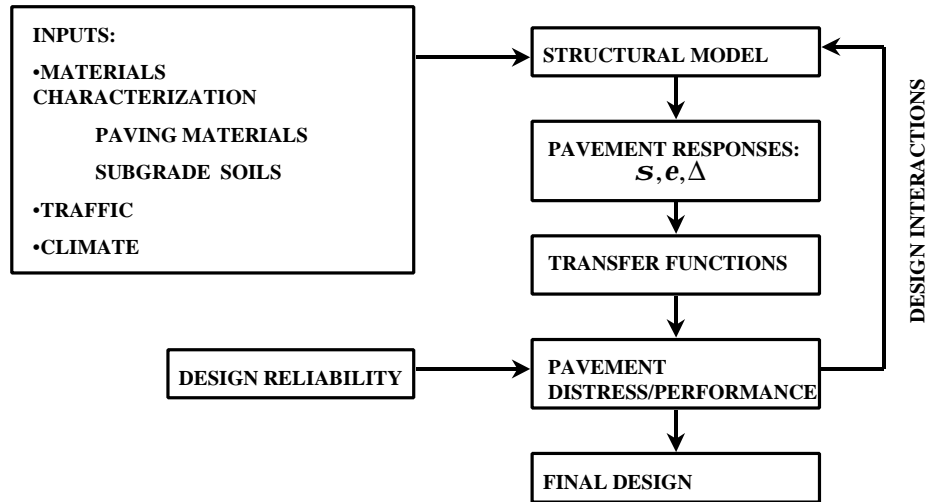 INPUTS:
•MATERIALS
CHARACTERIZATION
PAVING MATERIALS
SUBGRADE SOILS
•TRAFFIC
•CLIMATE
STRUCTURAL MODEL
PAVEMENT RESPONSES:
s, e, Δ
TRANSFER FUNCTIONS
DESIGN RELIABILITY
PAVEMENT
DISTRESS/PERFORMANCE
FINAL DESIGN
DESIGN INTERACTIONS